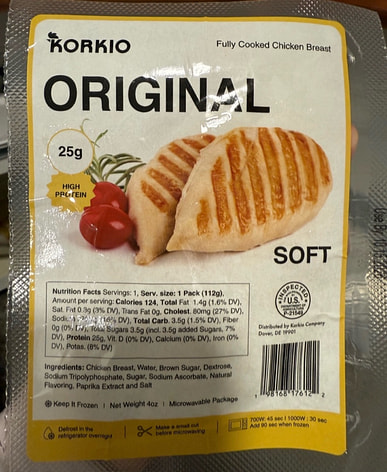 KORKIO
Fully Cooked Chicken Breast
ORIGINAL
25g
HIGH
PROTEIN
SOFT
Nutrition Facts Servings: 1, Serv. size: 1 Pack (112g),
Amount per serving: Calories 124, Total Fat 1.4g (1.6% DV),
Sat. Fat 0.3g (3% DV), Trans Fat 0g, Cholest. 80mg (27% DV),
(16% DV), Total Carb. 3.5g (1.5% DV), Fiber
0g (0% DV), Total Sugars 3.5g (incl. 3.5g added Sugars, 7%
DV), Protein 25g, Vit. D (0% DV), Calcium (0% DV), Iron (0%
DV), Potas. (8% DV)
INSPECTED
U.S.
DEPARTMENT OF
AGRICULTURE
P-21548
Distributed by Korkio Company
Dover, DE 19901
Ingredients: Chicken Breast, Water, Brown Sugar, Dextrose,
Sodium Tripolyphosphate, Sugar, Sodium Ascorbate, Natural
Flavoring, Paprika Extract and Salt
1 98168 17612 2
Keep It Frozen | Net Weight 4oz | Microwavable Package
Defrost in the
refrigerator overnight
Make a small cut
before microwaving
700W: 45 sec | 1000W : 30 sec
Add 90 sec when frozen